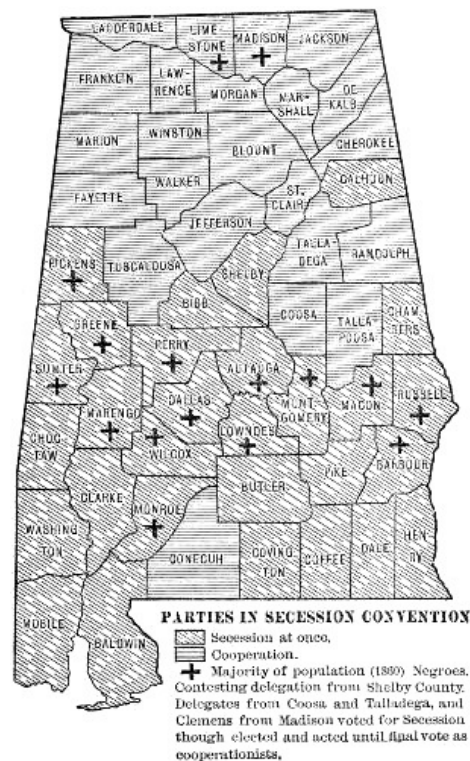 LAUDERDALE
LIME-
STONE
MADISON
JACKSON
FRANKLIN
LAW-
RENCE
MORGAN
MAR-
SHALL
DE
KALB
CHEROKEE
MARION
WINSTON
BLOUNT
WALKER
ST.
CLAIR
CALHOUN
FAYETTE
JEFFERSON
TALLA-
DEGA
RANDOLPH
PICKENS
TUSCALOOSA
SHELBY
BIBB
COOSA
TALLA-
POOSA
CHAM-
BERS
GREENE
PERRY
SUMTER
AUTAUGA
MARENGO
DALLAS
MONT-
GOMERY
MACON
RUSSELL
LOWNDES
CHOC-
TAW
WILCOX
BARBOUR
PIKE
CLARKE
BUTLER
MONROE
WASHING-
TON
CONECUH
COVING-
TON
COFFEE
DALE
HEN-
RY
MOBILE
BALDWIN
PARTIES IN SECESSION CONVENTION
Secession at once.
Cooperation.
Majority of population (1860) Negroes.
Contesting delegation from Shelby County.
Delegates from Coosa and Talladega, and
Clemens from Madison voted for Secession
though elected and acted until final vote as
cooperationists.